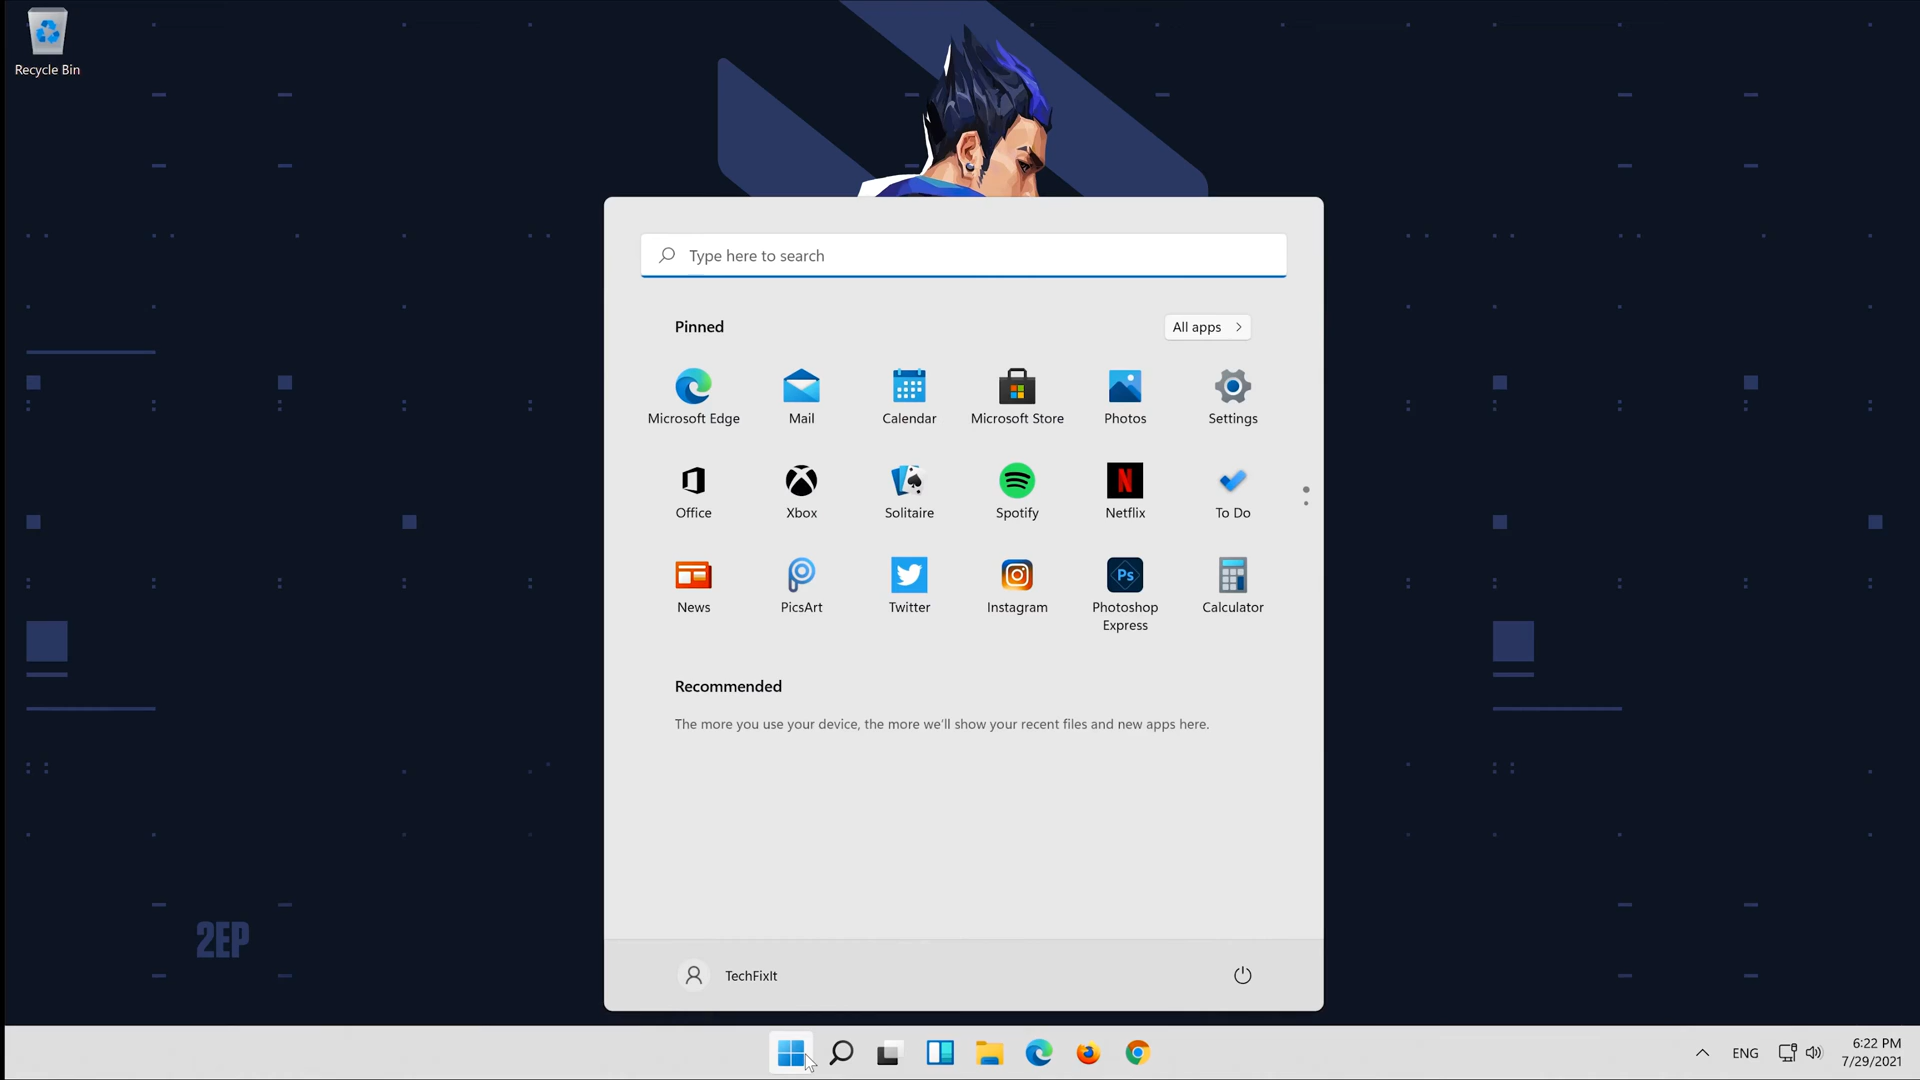 Recycle Bin
Type here to search
Pinned
All apps
Microsoft Edge
Mail
Calendar
Microsoft Store
Photos
Settings
Office
Xbox
Solitaire
Spotify
Netflix
To Do
News
PicsArt
Twitter
Instagram
Ps
Photoshop
Express
Calculator
Recommended
The more you use your device, the more we'll show your recent files and new apps here.
2EP
TechFixIt
ENG
6:22 PM
7/29/2021